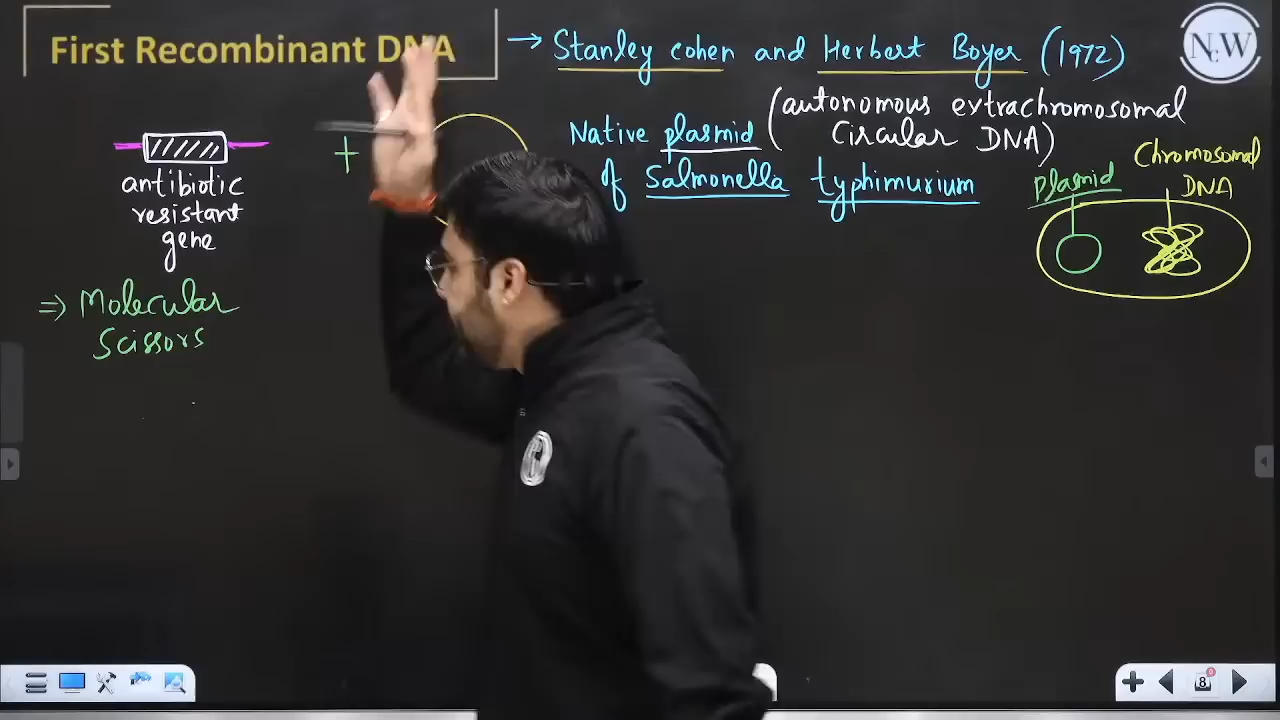 First Recombinant DNA
→ Stanley cohen and Herbert Boyer (1972)
NcW
+
Native plasmid (autonomous extrachromosomal
Circular DNA)
of Salmonella typhimurium
antibiotic
resistant
gene
⇒ Molecular
Scissors
plasmid
Chromosomal
DNA
8